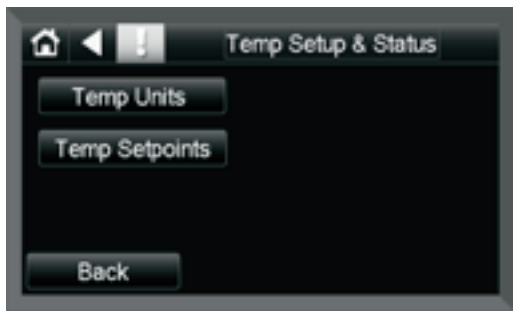 Temp Setup & Status
Temp Units
Temp Setpoints
Back